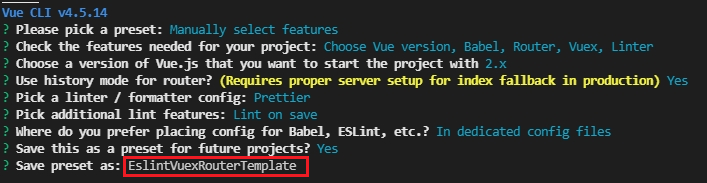 Vue CLI v4.5.14
? Please pick a preset: Manually select features
? Check the features needed for your project: Choose Vue version, Babel, Router, Vuex, Linter
? Choose a version of Vue.js that you want to start the project with 2.x
? Use history mode for router? (Requires proper server setup for index fallback in production) Yes
? Pick a linter / formatter config: Prettier
? Pick additional lint features: Lint on save
? Where do you prefer placing config for Babel, ESLint, etc.? In dedicated config files
? Save this as a preset for future projects? Yes
? Save preset as: EslintVuexRouterTemplate